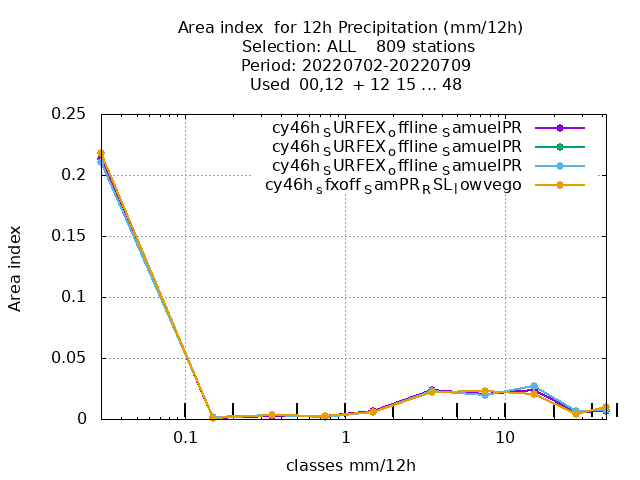 Area index  for 12h Precipitation (mm/12h)
Selection: ALL    809 stations
Period: 20220702-20220709
Used  00,12  + 12 15 ... 48
0.25
cy46h_SURFEX_offline_SamuelPR
cy46h_SURFEX_offline_SamuelPR
cy46h_SURFEX_offline_SamuelPR
cy46h_sfxoff_SamPR_RSL_lowvego
0.2
0.15
0.1
0.05
0
Area index
0.1 1 10
classes mm/12h